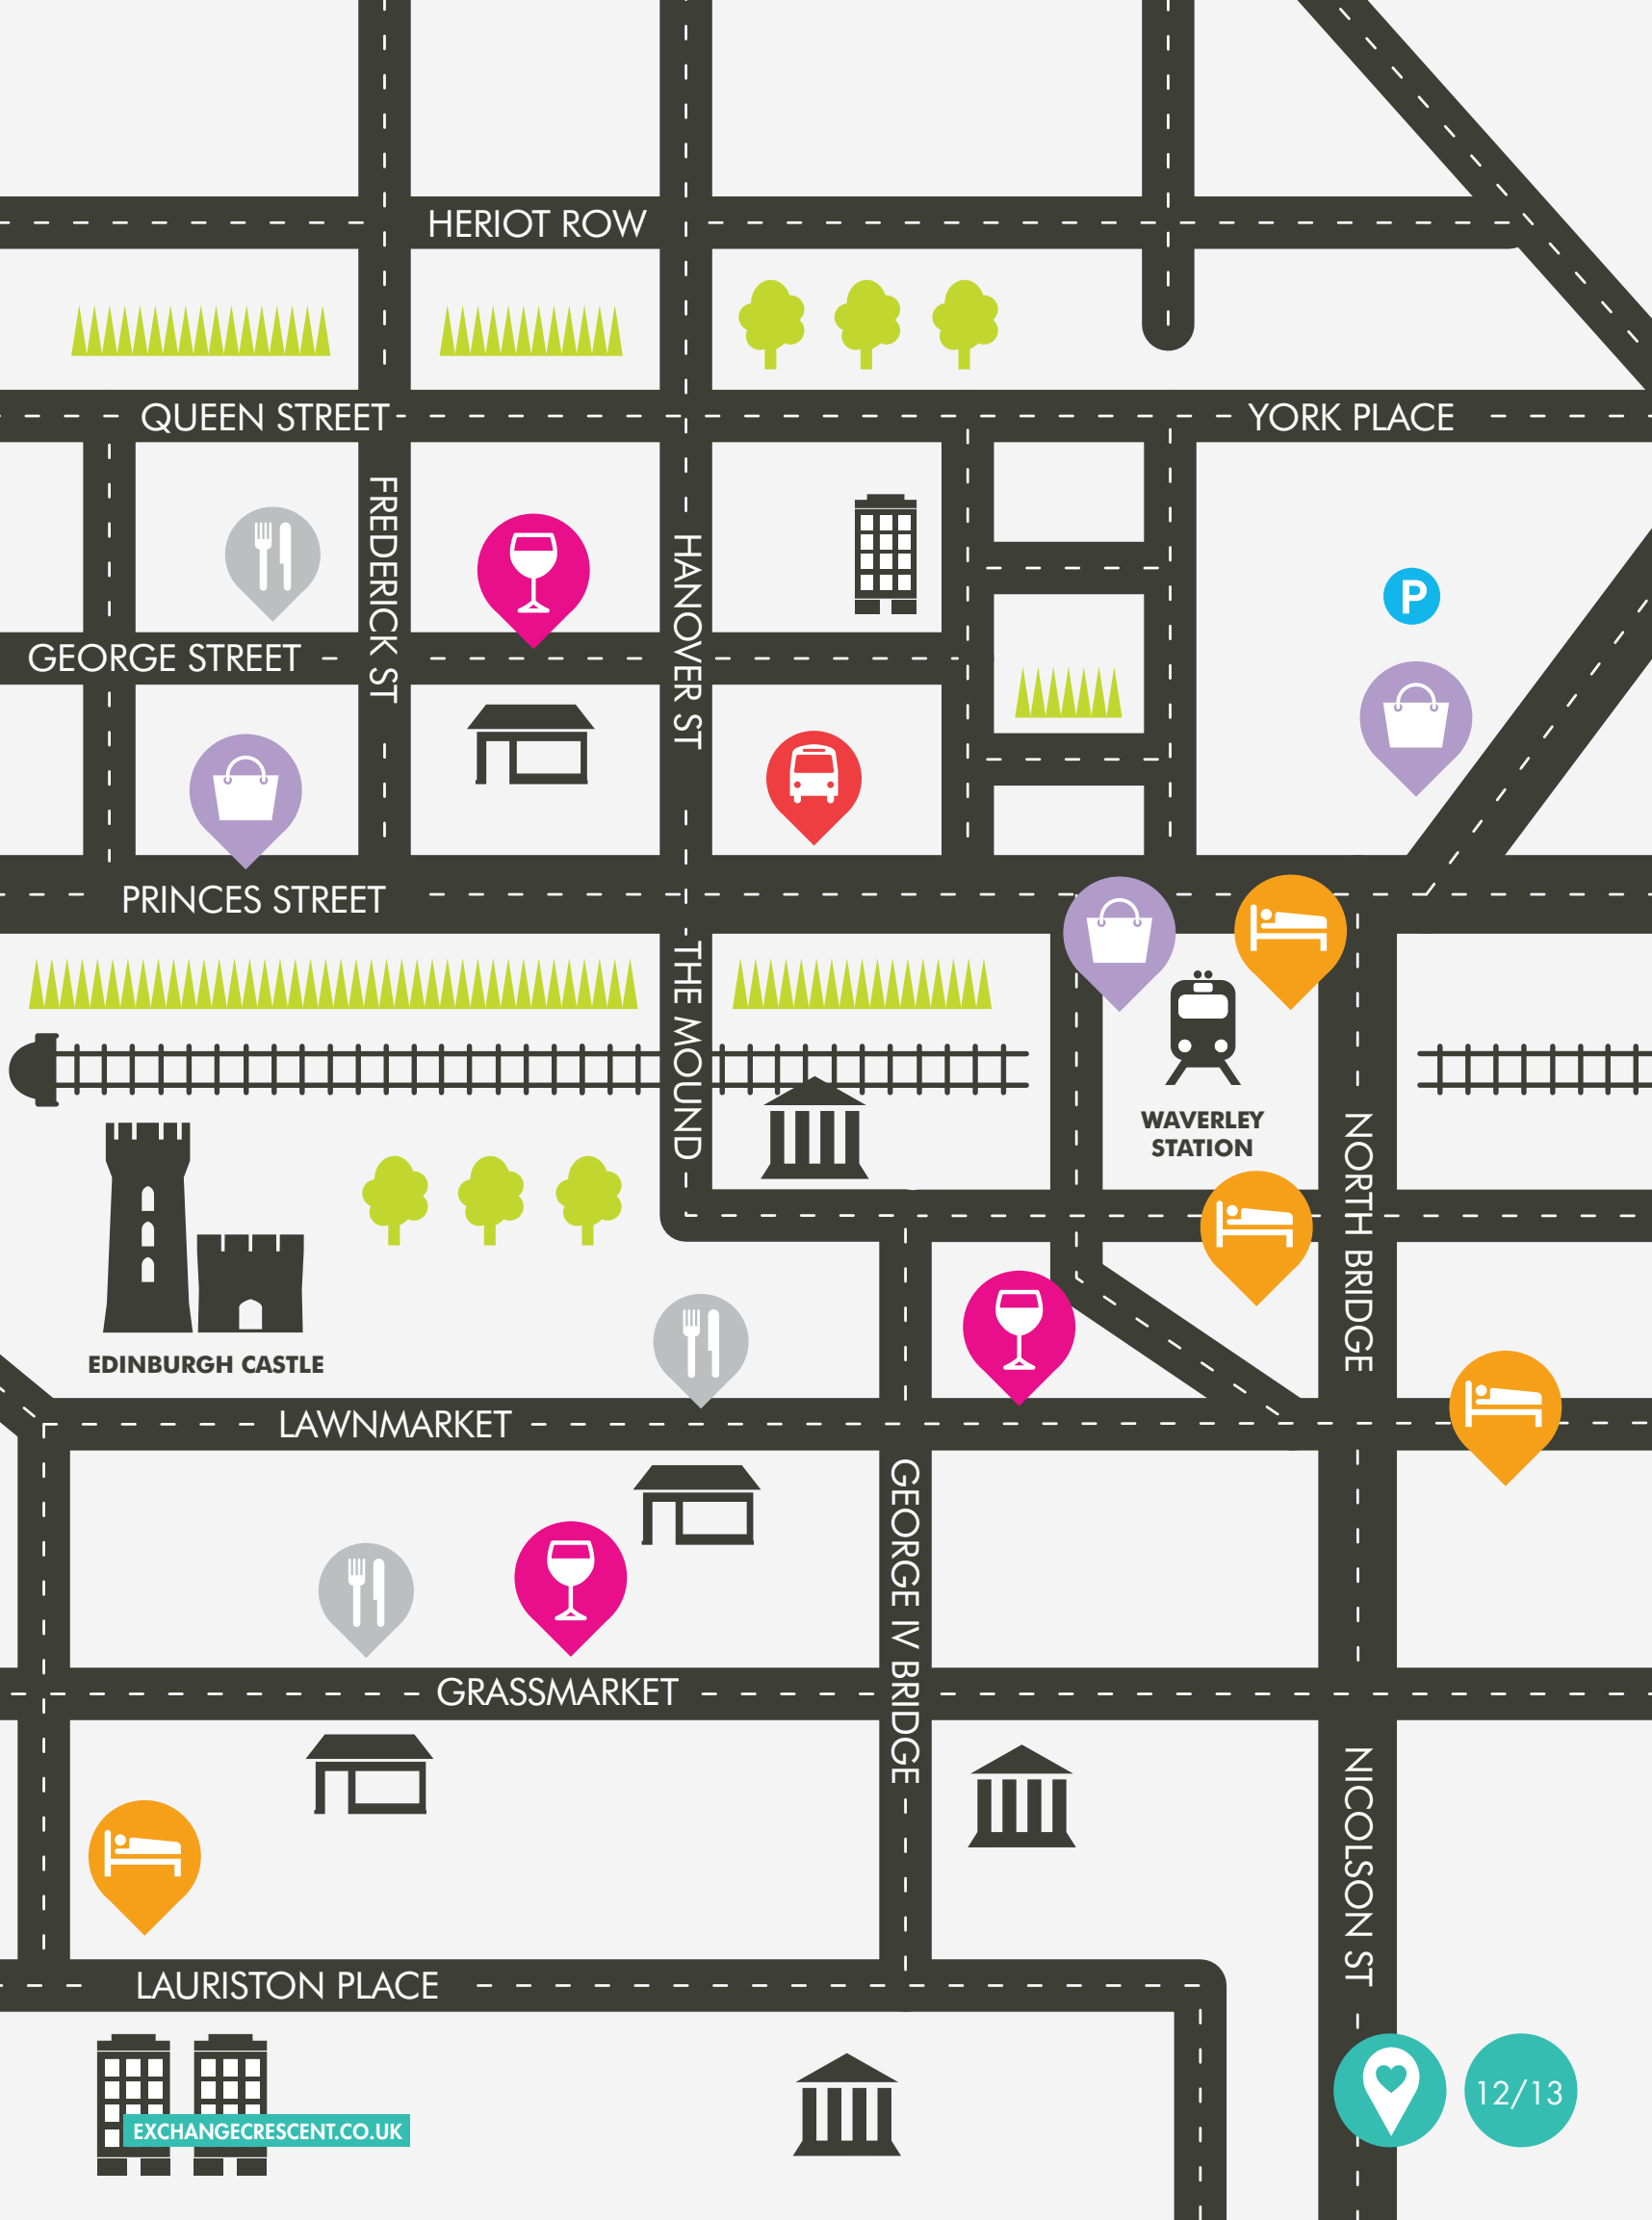 HERIOT ROW
QUEEN STREET
YORK PLACE
FREDERICK ST
HANOVER ST
P
GEORGE STREET
PRINCES STREET
THE MOUND
WAVERLEY
STATION
NORTH BRIDGE
EDINBURGH CASTLE
LAWNMARKET
GEORGE IV BRIDGE
GRASSMARKET
NICOLSON ST
LAURISTON PLACE
12/13
EXCHANGECRESCENT.CO.UK